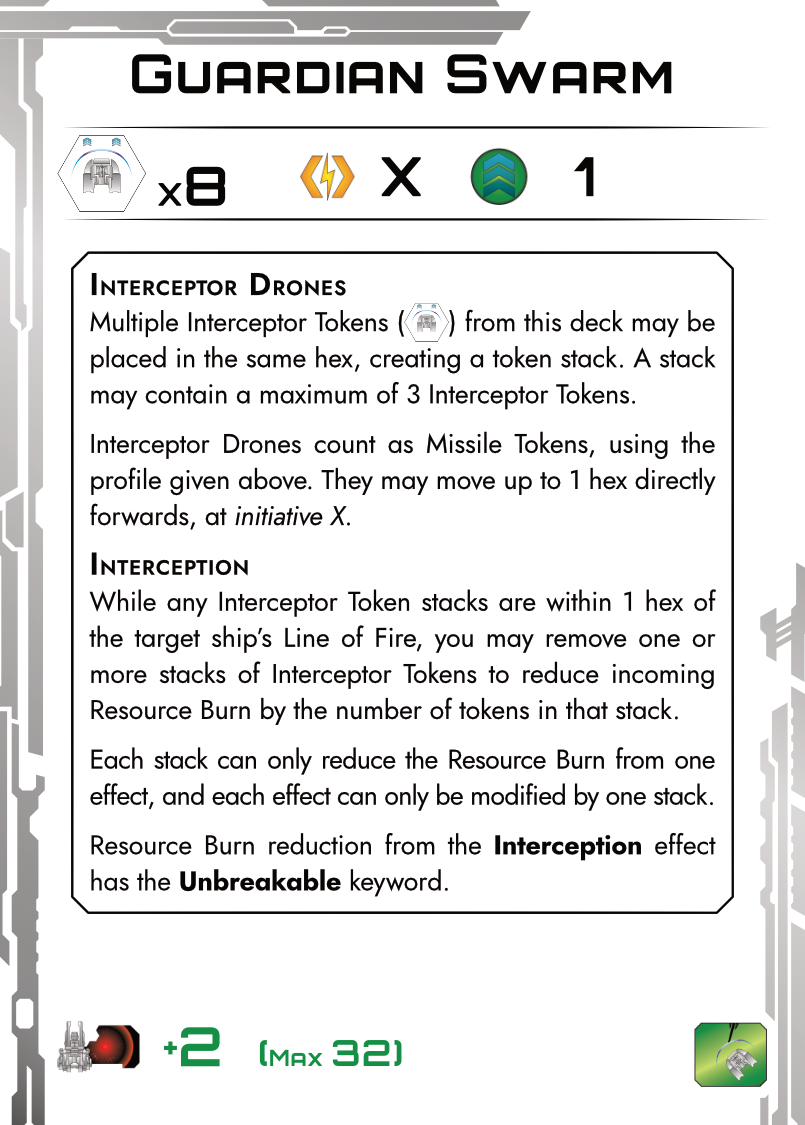 Guardian Swarm
x8 X 1
Interceptor Drones
Multiple Interceptor Tokens ( ) from this deck may be
placed in the same hex, creating a token stack. A stack
may contain a maximum of 3 Interceptor Tokens.
Interceptor Drones count as Missile Tokens, using the
profile given above. They may move up to 1 hex directly
forwards, at initiative X.
Interception
While any Interceptor Token stacks are within 1 hex of
the target ship's Line of Fire, you may remove one or
more stacks of Interceptor Tokens to reduce incoming
Resource Burn by the number of tokens in that stack.
Each stack can only reduce the Resource Burn from one
effect, and each effect can only be modified by one stack.
Resource Burn reduction from the Interception effect
has the Unbreakable keyword.
+2 (Max 32)